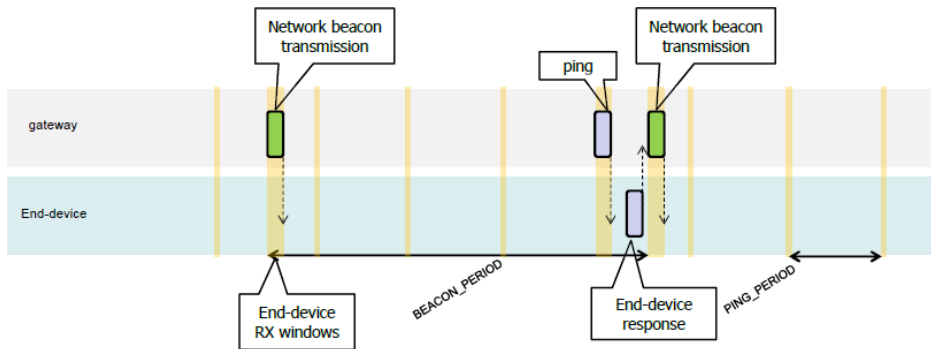 Network beacon
transmission
ping
Network beacon
transmission
gateway
End-device
BEACON_PERIOD
PING_PERIOD
End-device
RX windows
End-device
response